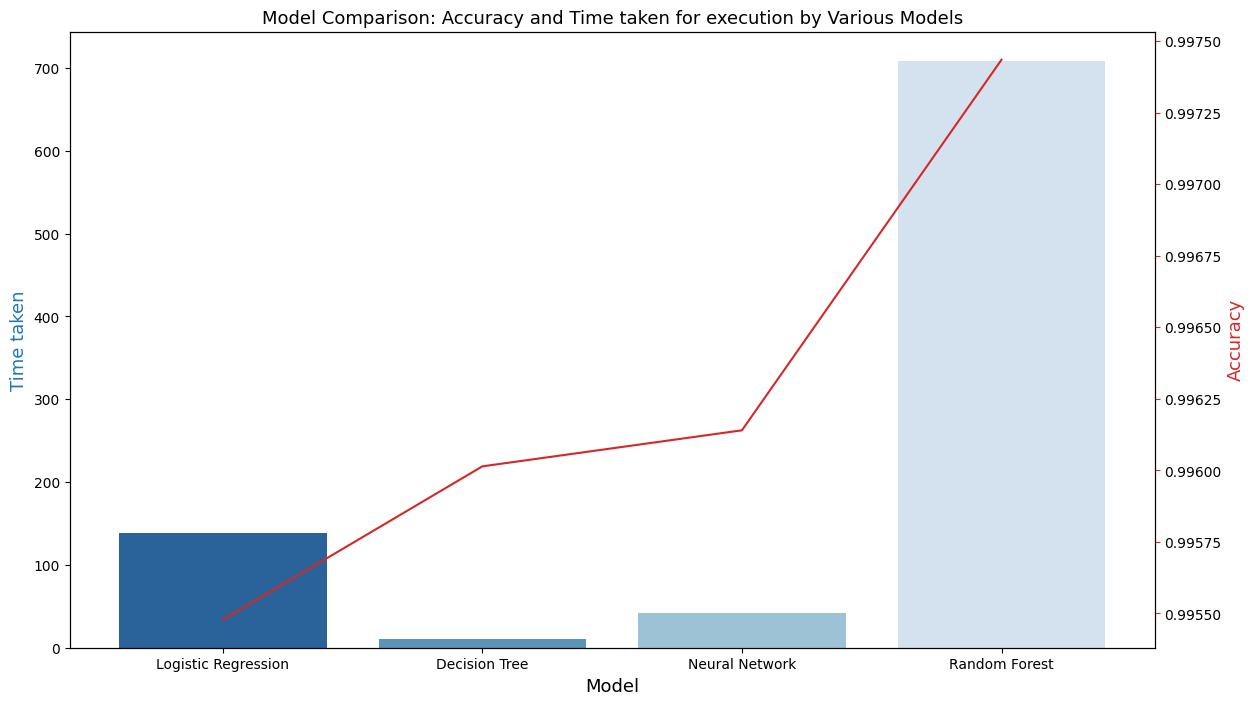 Model Comparison: Accuracy and Time taken for execution by Various Models
Time taken
700
600
500
400
300
200
100
0
Logistic Regression
Decision Tree
Neural Network
Random Forest
Model
0.99750
0.99725
0.99700
0.99675
0.99650
0.99625
0.99600
0.99575
0.99550
Accuracy